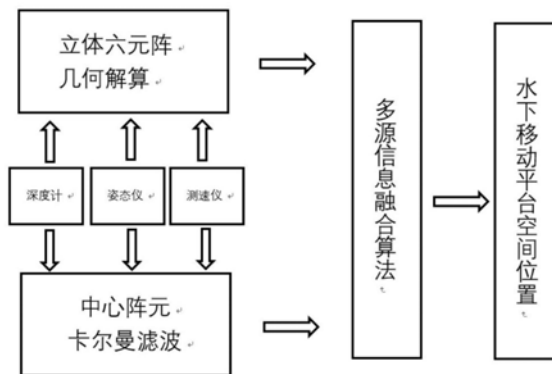 立体六元阵
几何解算
深度计
姿态仪
测速仪
中心阵元
卡尔曼滤波
多源信息融合算法
水下移动平台空间位置